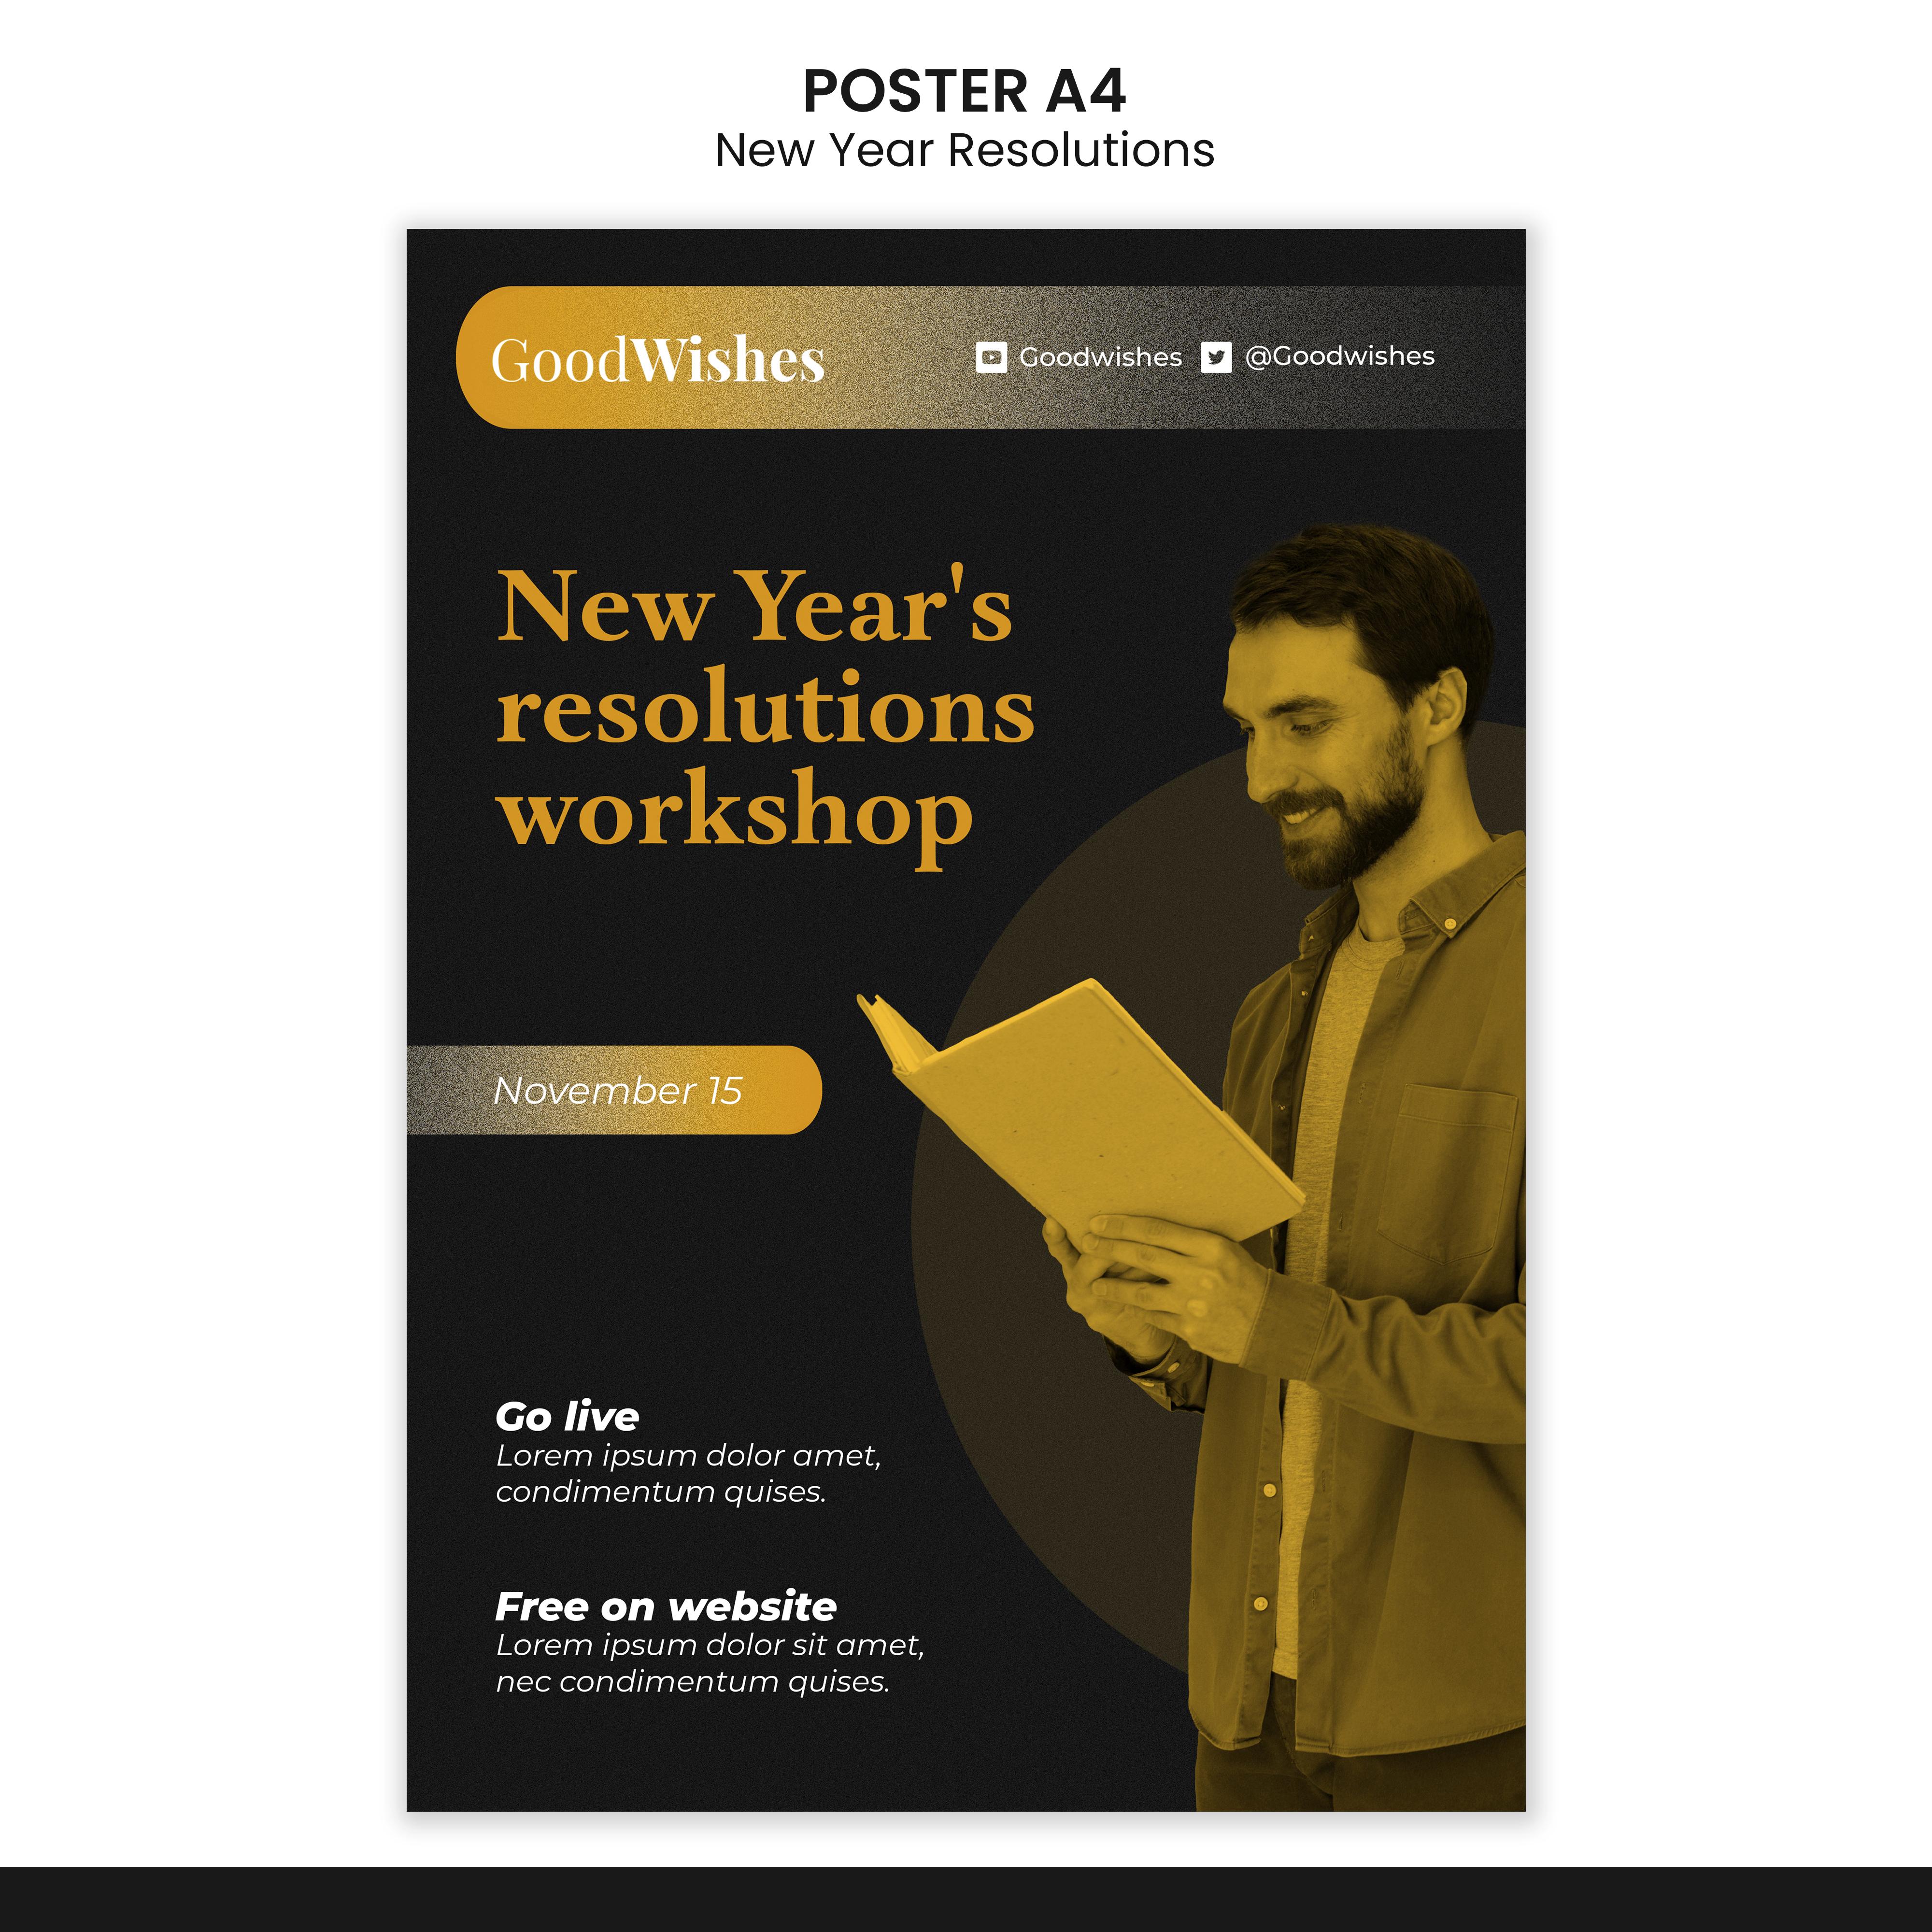 POSTER A4
New Year Resolutions
GoodWishes
Goodwishes @Goodwishes
New Year's
resolutions
workshop
November 15
Go live
Lorem ipsum dolor amet,
condimentum quises.
Free on website
Lorem ipsum dolor sit amet,
nec condimentum quises.